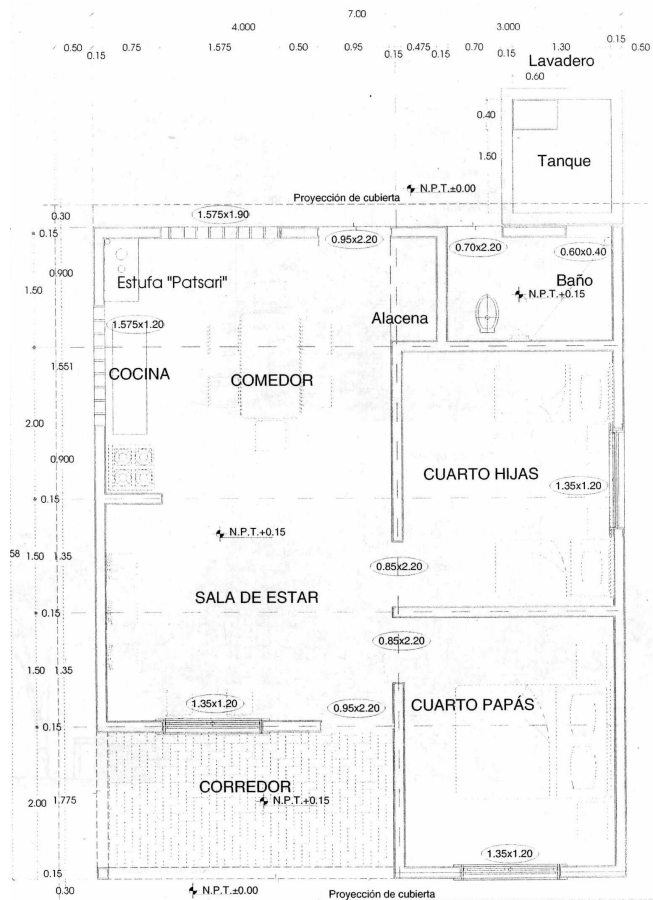 7.00
4.000 3.000
0.50 0.15 0.75 1.575 0.50 0.95 0.15 0.475 0.15 0.70 0.15 1.30 0.15 0.50
Lavadero
0.60
0.40
1.50
Tanque
N.P.T.±0.00
Proyección de cubierta
0.30
1.575x1.90
0.15
0.95x2.20
0.70x2.20
0.60x0.40
0.900
Estufa "Patsari"
Baño
N.P.T.+0.15
1.50
Alacena
1.575x1.20
1.551
COCINA
COMEDOR
2.00
0.900
CUARTO HIJAS
1.35x1.20
0.15
N.P.T.+0.15
58 1.50 1.35
0.85x2.20
SALA DE ESTAR
0.15
0.85x2.20
1.50 1.35
1.35x1.20
0.95x2.20
CUARTO PAPÁS
0.15
CORREDOR
N.P.T.+0.15
2.00 1.775
1.35x1.20
0.15
0.30
N.P.T.±0.00
Proyección de cubierta